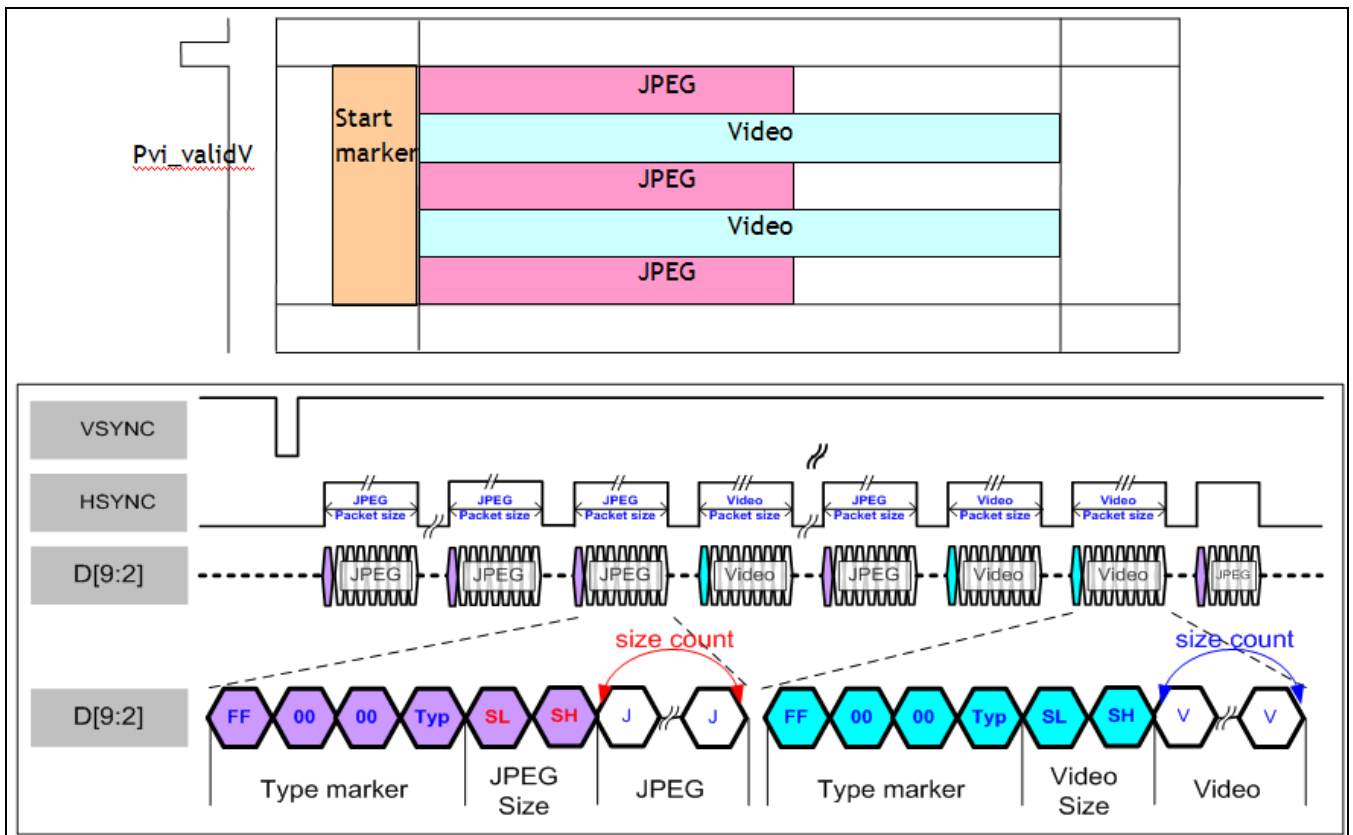 JPEG
Start
marker
Video
Pvi_validV
JPEG
Video
JPEG
VSYNC
HSYNC
JPEG
Packet size
JPEG
Packet size
JPEG
Packet size
Video
Packet size
JPEG
Packet size
Video
Packet size
Video
Packet size
D[9:2]
JPEG
JPEG
JPEG
Video
JPEG
Video
Video
JPEG
size count
size count
D[9:2]
FF 00 00 Typ SL SH J J
FF 00 00 Typ SL SH V V
Type marker
JPEG
Size
JPEG
Type marker
Video
Size
Video